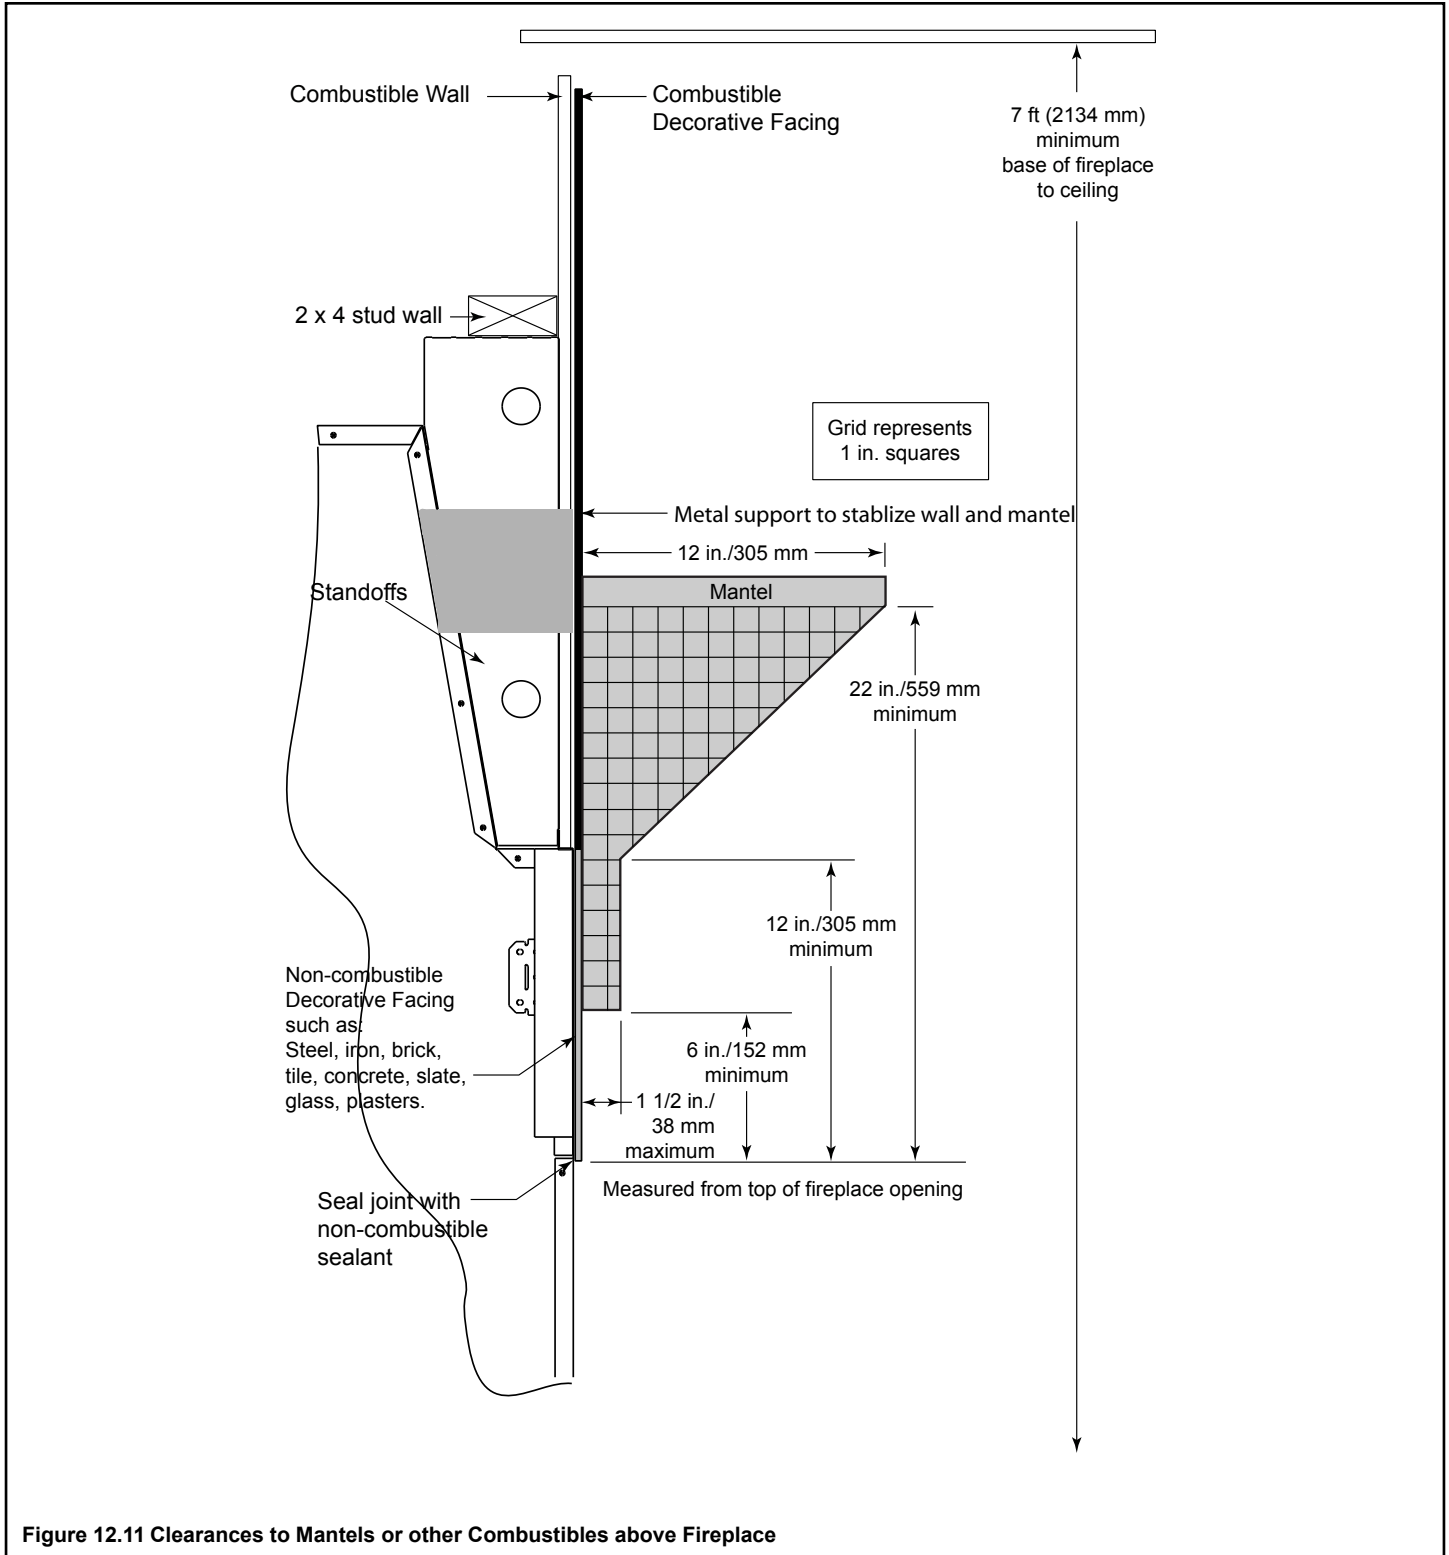 Combustible Wall
Combustible
Decorative Facing
7 ft (2134 mm)
minimum
base of fireplace
to ceiling
2 x 4 stud wall
Grid represents
1 in. squares
Metal support to stablize wall and mantel
12 in./305 mm
Mantel
Standoffs
22 in./559 mm
minimum
12 in./305 mm
minimum
Non-combustible
Decorative Facing
such as:
Steel, iron, brick,
tile, concrete, slate,
glass, plasters.
6 in./152 mm
minimum
1 1/2 in./
38 mm
maximum
Measured from top of fireplace opening
Seal joint with
non-combustible
sealant
Figure 12.11 Clearances to Mantels or other Combustibles above Fireplace